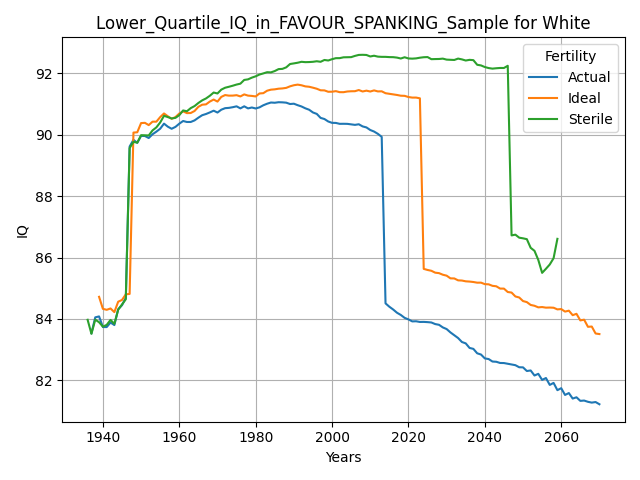 Lower_Quartile_IQ_in_FAVOUR_SPANKING_Sample for White
Fertility
Actual
Ideal
Sterile
IQ
92
90
88
86
84
82
1940
1960
1980
2000
2020
2040
2060
Years